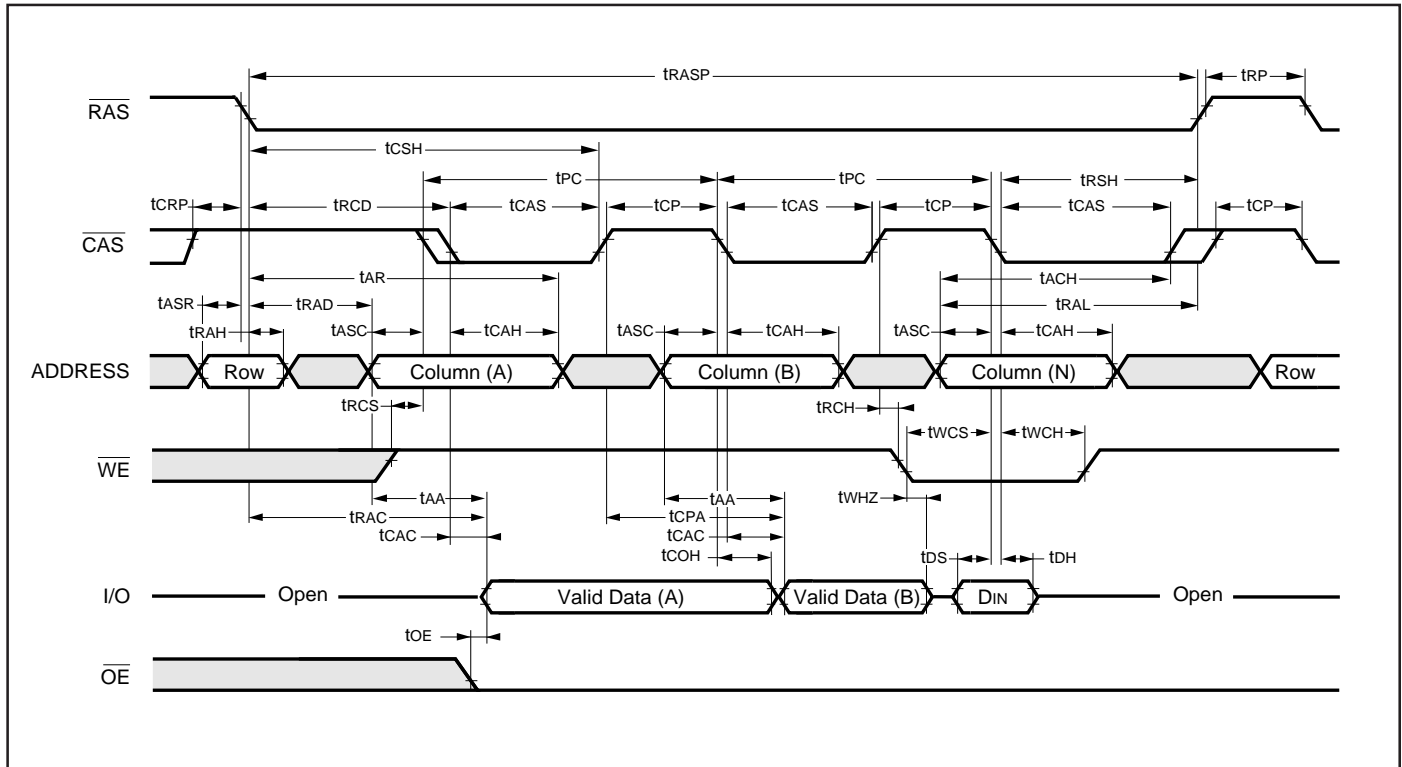 tRASP tRP
RAS
tCSH
tPC tPC tRSH
tCRP tRCD tCAS tCP tCAS tCP tCAS tCP
CAS
tAR tACH
tASR tRAD tRAL
tRAH tASC tCAH tASC tCAH tASC tCAH
ADDRESS Row Column (A) Column (B) Column (N) Row
tRCS tRCH
tWCS tWCH
WE
tAA tAA tWHZ
tRAC tCPA
tCAC tCAC
tCOH tDS tDH
I/O Open Valid Data (A) Valid Data (B) DIN Open
tOE
OE